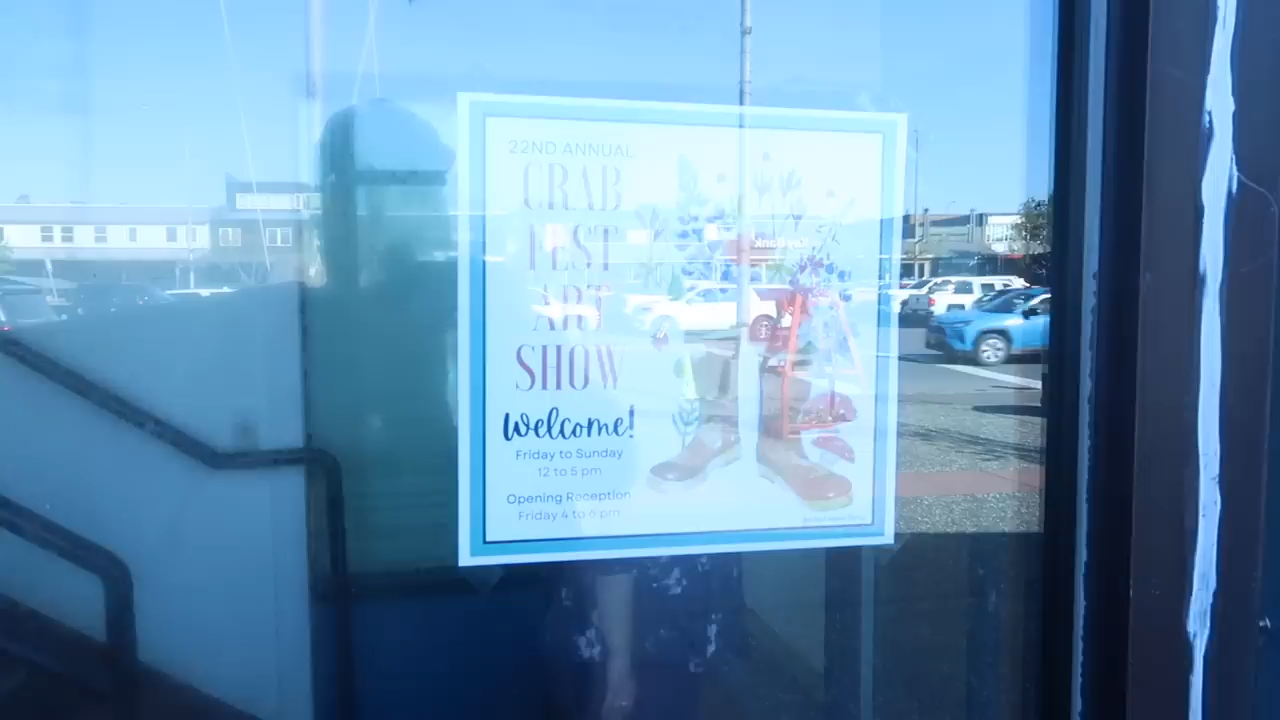 22ND ANNUAL
CRAB
FEST
ART
SHOW
Welcome!
Friday to Sunday
12 to 5 pm
Opening Reception
Friday 4 to 6 pm
KeyBank